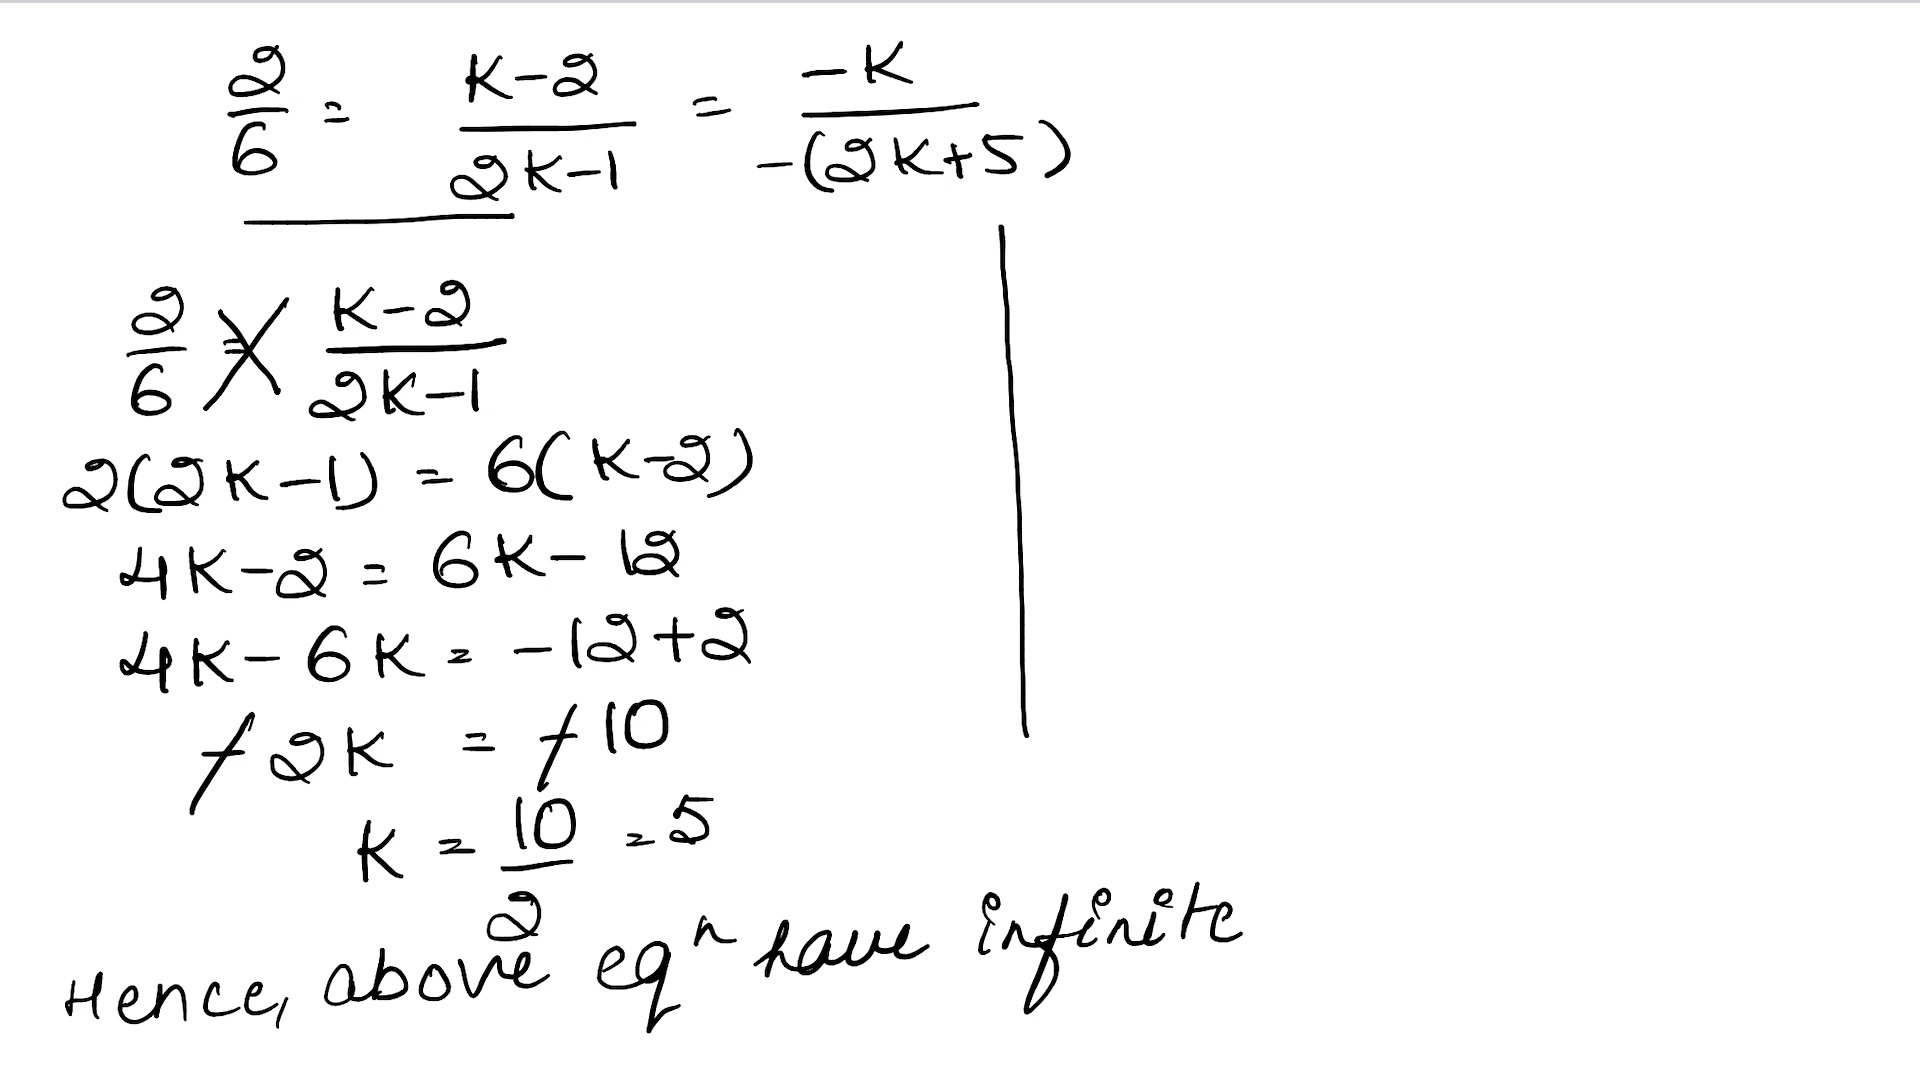 2/6 = K-2/2K-1 = -K/-(2K+5)
2/6 = K-2/2K-1
2(2K-1) = 6(K-2)
4K-2 = 6K-12
4K-6K = -12+2
-2K = -10
K = 10/2 = 5
Hence, above eqⁿ have infinite